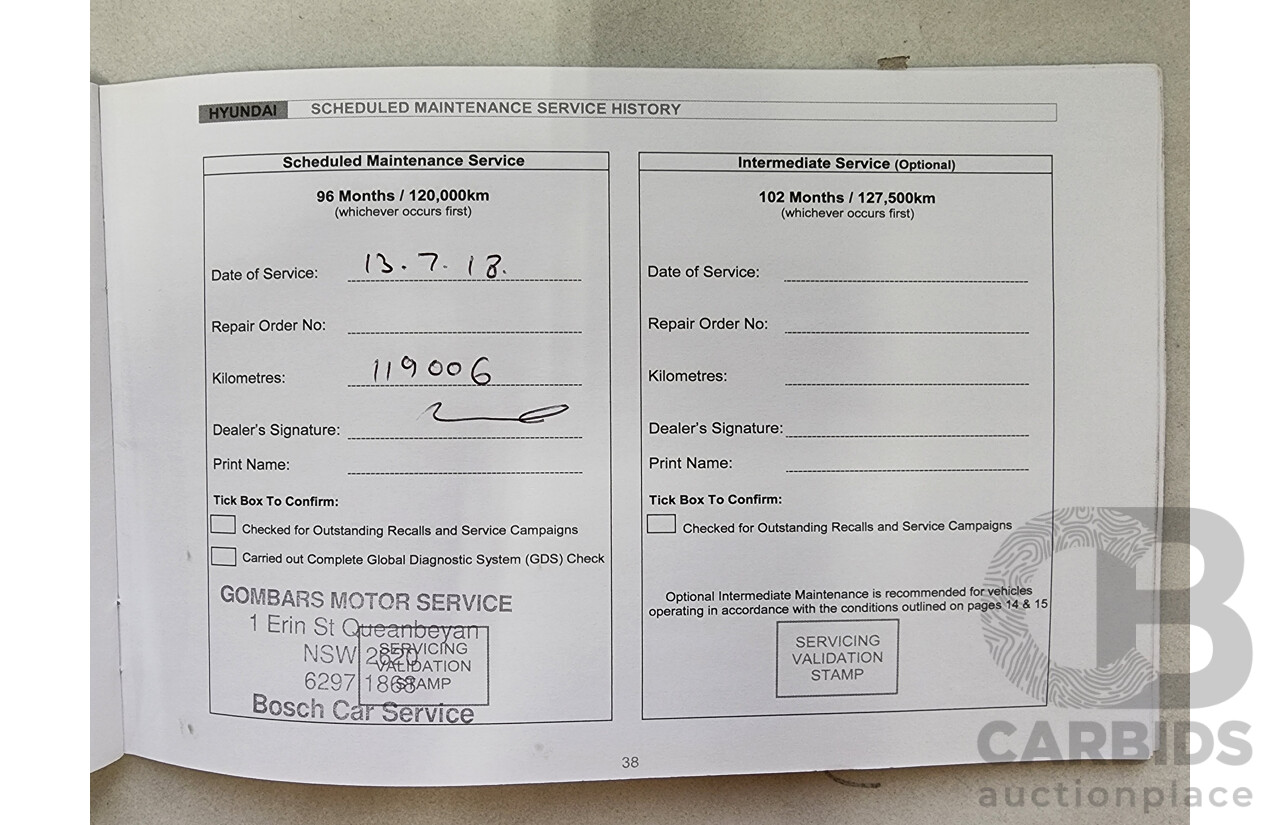 HYUNDAI SCHEDULED MAINTENANCE SERVICE HISTORY
Scheduled Maintenance Service
96 Months / 120,000km
(whichever occurs first)
Date of Service: 13.7.18.
Repair Order No:
Kilometres: 119006
Dealer's Signature:
Print Name:
Tick Box To Confirm:
Checked for Outstanding Recalls and Service Campaigns
Carried out Complete Global Diagnostic System (GDS) Check
GOMBARS MOTOR SERVICE
1 Erin St Queanbeyan
NSW 2620
6297 1868
Bosch Car Service
SERVICING
VALIDATION
STAMP
Intermediate Service (Optional)
102 Months / 127,500km
(whichever occurs first)
Date of Service:
Repair Order No:
Kilometres:
Dealer's Signature:
Print Name:
Tick Box To Confirm:
Checked for Outstanding Recalls and Service Campaigns
Optional Intermediate Maintenance is recommended for vehicles
operating in accordance with the conditions outlined on pages 14 & 15
SERVICING
VALIDATION
STAMP
38
CB
CARBIDS
auctionplace